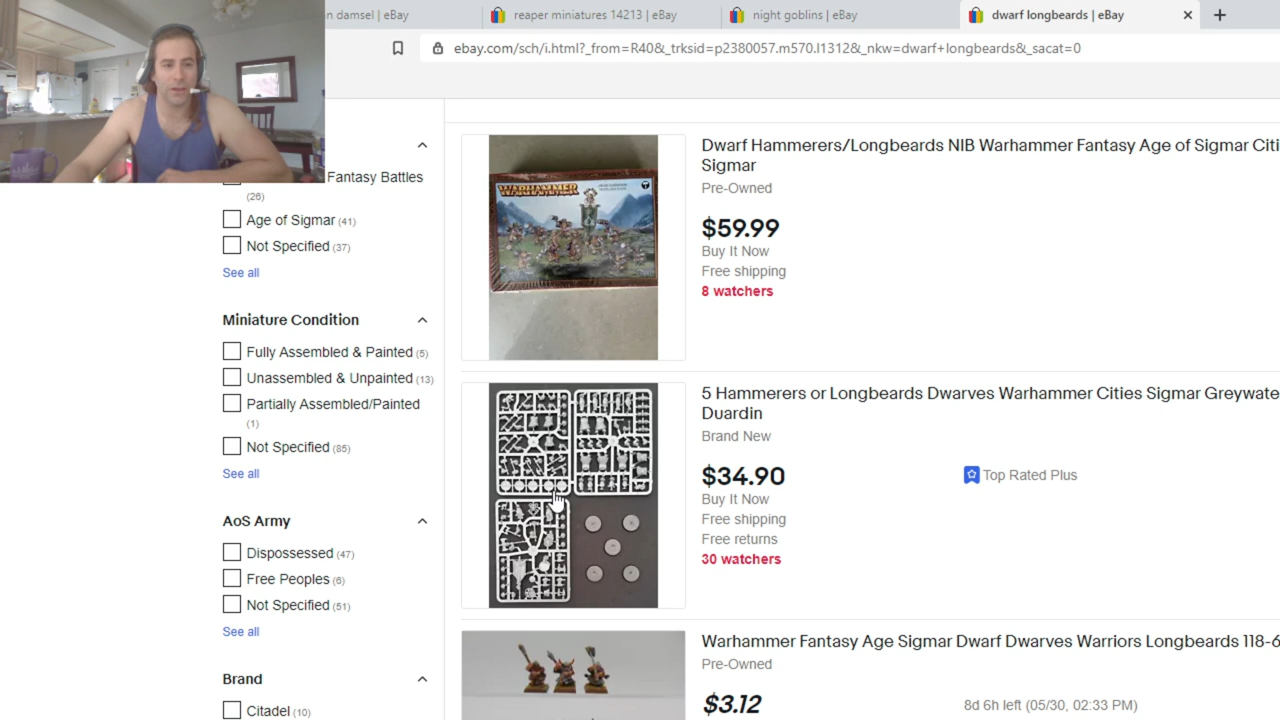 n damsel | eBay
reaper miniatures 14213 | eBay
night goblins | eBay
dwarf longbeards | eBay
ebay.com/sch/i.html?_from=R40&_trksid=p2380057.m570.l1312&_nkw=dwarf+longbeards&_sacat=0
Fantasy Battles
(26)
Age of Sigmar (41)
Not Specified (37)
See all
Miniature Condition
Fully Assembled & Painted (5)
Unassembled & Unpainted (13)
Partially Assembled/Painted
(1)
Not Specified (85)
See all
AoS Army
Dispossessed (47)
Free Peoples (6)
Not Specified (51)
See all
Brand
Citadel (10)
WARHAMMER
Dwarf Hammerers/Longbeards NIB Warhammer Fantasy Age of Sigmar Citi
Sigmar
Pre-Owned
$59.99
Buy It Now
Free shipping
8 watchers
5 Hammerers or Longbeards Dwarves Warhammer Cities Sigmar Greywate
Duardin
Brand New
$34.90
Top Rated Plus
Buy It Now
Free shipping
Free returns
30 watchers
Warhammer Fantasy Age Sigmar Dwarf Dwarves Warriors Longbeards 118-6
Pre-Owned
$3.12
8d 6h left (05/30, 02:33 PM)